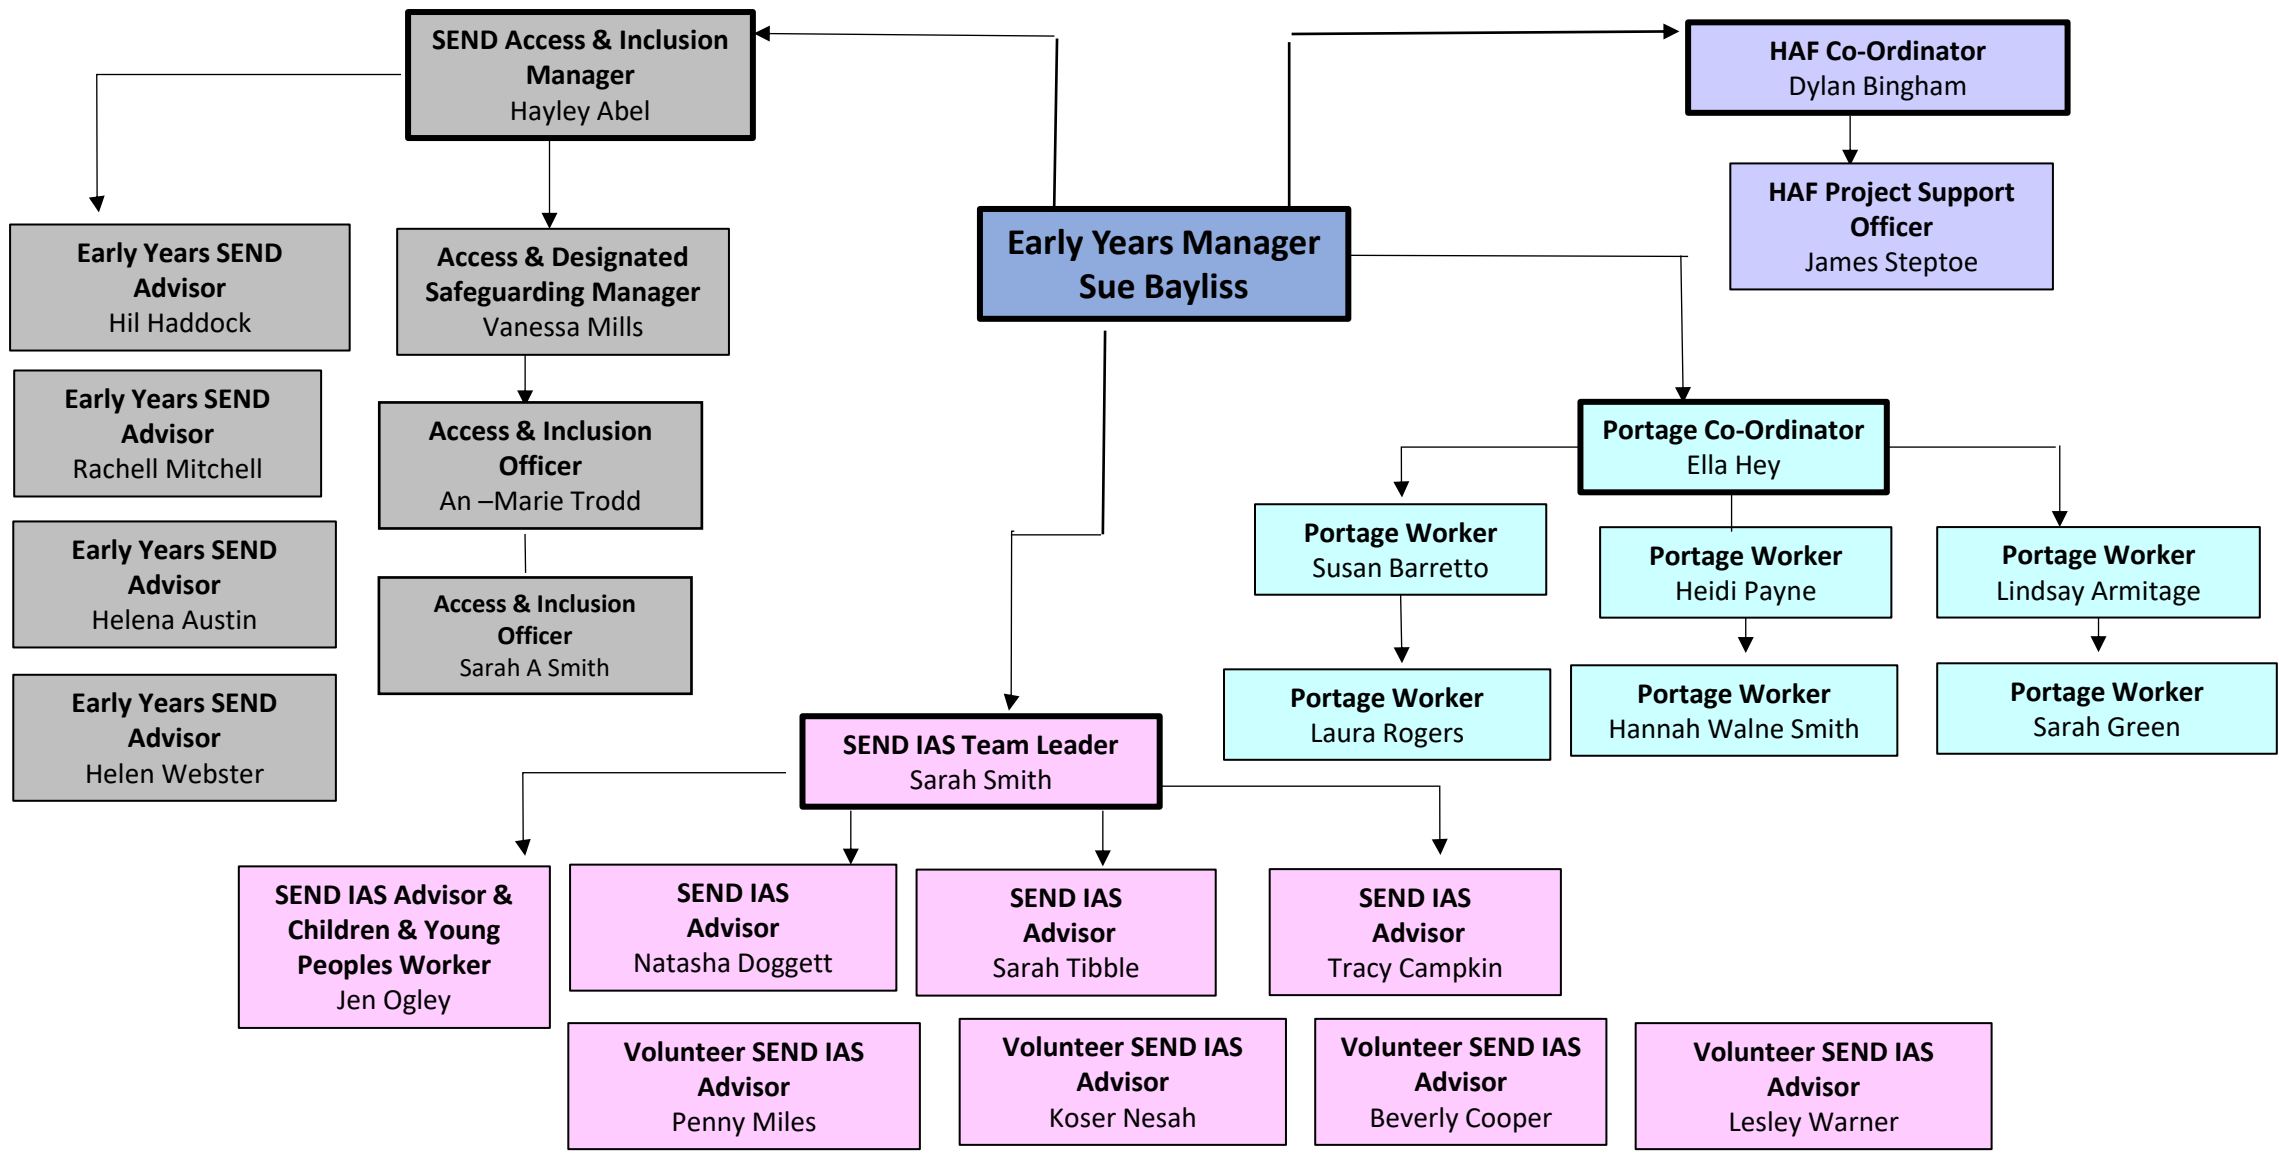 SEND Access & Inclusion
Manager
Hayley Abel
HAF Co-Ordinator
Dylan Bingham
HAF Project Support
Officer
James Steptoe
Early Years Manager
Sue Bayliss
Early Years SEND
Advisor
Hil Haddock
Access & Designated
Safeguarding Manager
Vanessa Mills
Early Years SEND
Advisor
Rachell Mitchell
Access & Inclusion
Officer
An –Marie Trodd
Early Years SEND
Advisor
Helena Austin
Access & Inclusion
Officer
Sarah A Smith
Early Years SEND
Advisor
Helen Webster
Portage Co-Ordinator
Ella Hey
Portage Worker
Susan Barretto
Portage Worker
Heidi Payne
Portage Worker
Lindsay Armitage
Portage Worker
Laura Rogers
Portage Worker
Hannah Walne Smith
Portage Worker
Sarah Green
SEND IAS Team Leader
Sarah Smith
SEND IAS Advisor &
Children & Young
Peoples Worker
Jen Ogley
SEND IAS
Advisor
Natasha Doggett
SEND IAS
Advisor
Sarah Tibble
SEND IAS
Advisor
Tracy Campkin
Volunteer SEND IAS
Advisor
Penny Miles
Volunteer SEND IAS
Advisor
Koser Nesah
Volunteer SEND IAS
Advisor
Beverly Cooper
Volunteer SEND IAS
Advisor
Lesley Warner